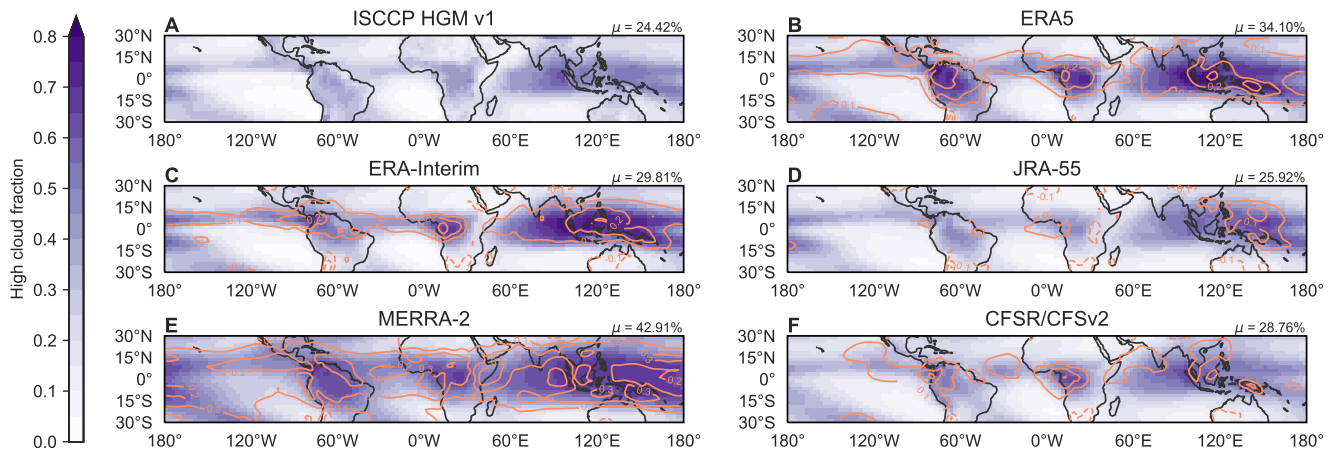 A
ISCCP HGM v1
μ = 24.42%
30°N
15°N
0°
15°S
30°S
180°
120°W
60°W
0°W
60°E
120°E
180°
B
ERA5
μ = 34.10%
30°N
15°N
0°
15°S
30°S
180°
120°W
60°W
0°W
60°E
120°E
180°
C
ERA-Interim
μ = 29.81%
30°N
15°N
0°
15°S
30°S
180°
120°W
60°W
0°W
60°E
120°E
180°
D
JRA-55
μ = 25.92%
30°N
15°N
0°
15°S
30°S
180°
120°W
60°W
0°W
60°E
120°E
180°
E
MERRA-2
μ = 42.91%
30°N
15°N
0°
15°S
30°S
180°
120°W
60°W
0°W
60°E
120°E
180°
F
CFSR/CFSv2
μ = 28.76%
30°N
15°N
0°
15°S
30°S
180°
120°W
60°W
0°W
60°E
120°E
180°
High cloud fraction
0.8
0.7
0.6
0.5
0.4
0.3
0.2
0.1
0.0